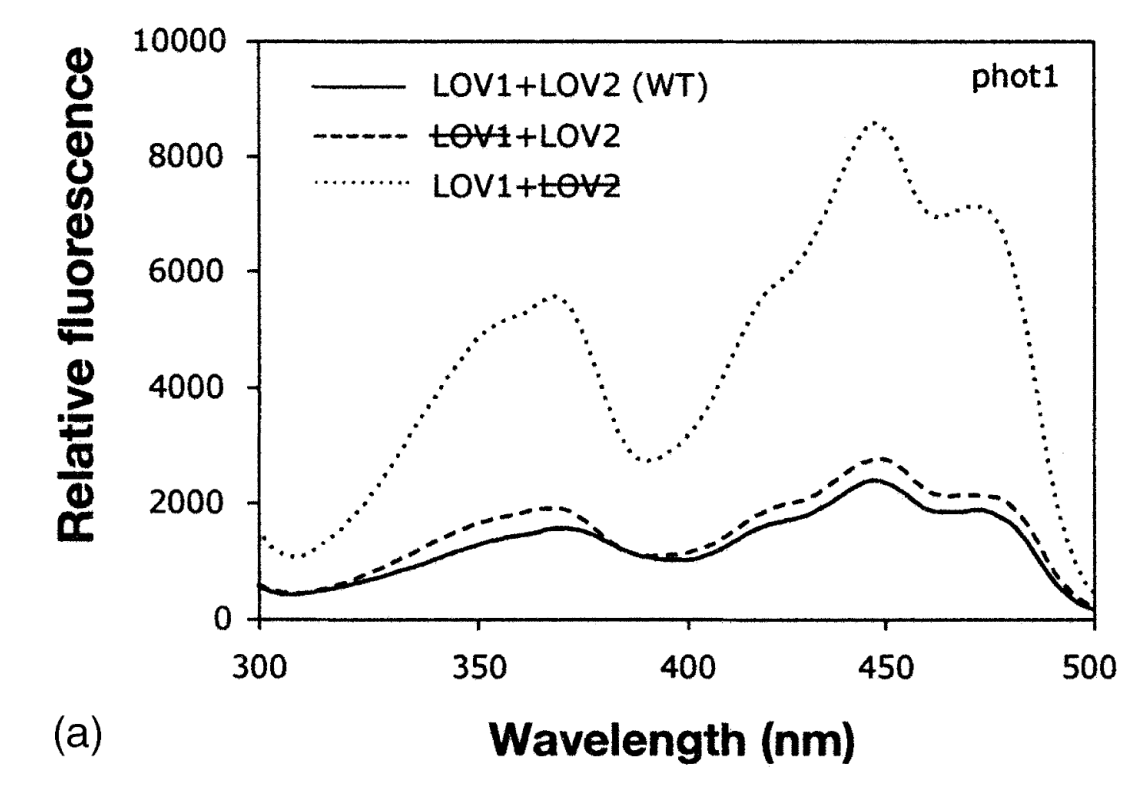 10000
8000
6000
4000
2000
0
Relative fluorescence
LOV1+LOV2 (WT)
LOV1+LOV2
LOV1+LOV2
phot1
300 350 400 450 500
(a)
Wavelength (nm)